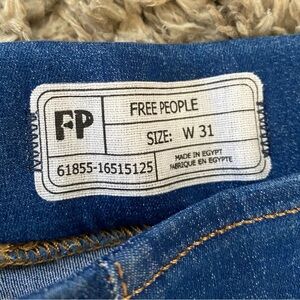 FP
FREE PEOPLE
SIZE: W 31
61855-16515125
MADE IN EGYPT
FABRIQUE EN EGYPTE